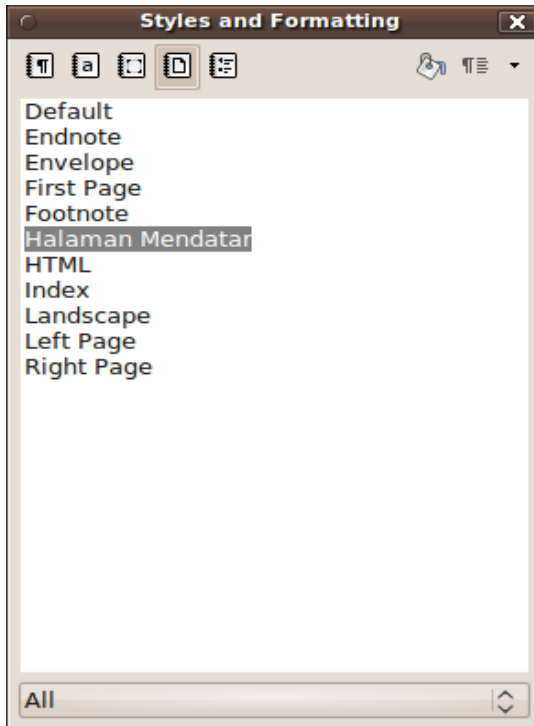 Styles and Formatting
Default
Endnote
Envelope
First Page
Footnote
Halaman Mendatar
HTML
Index
Landscape
Left Page
Right Page
All